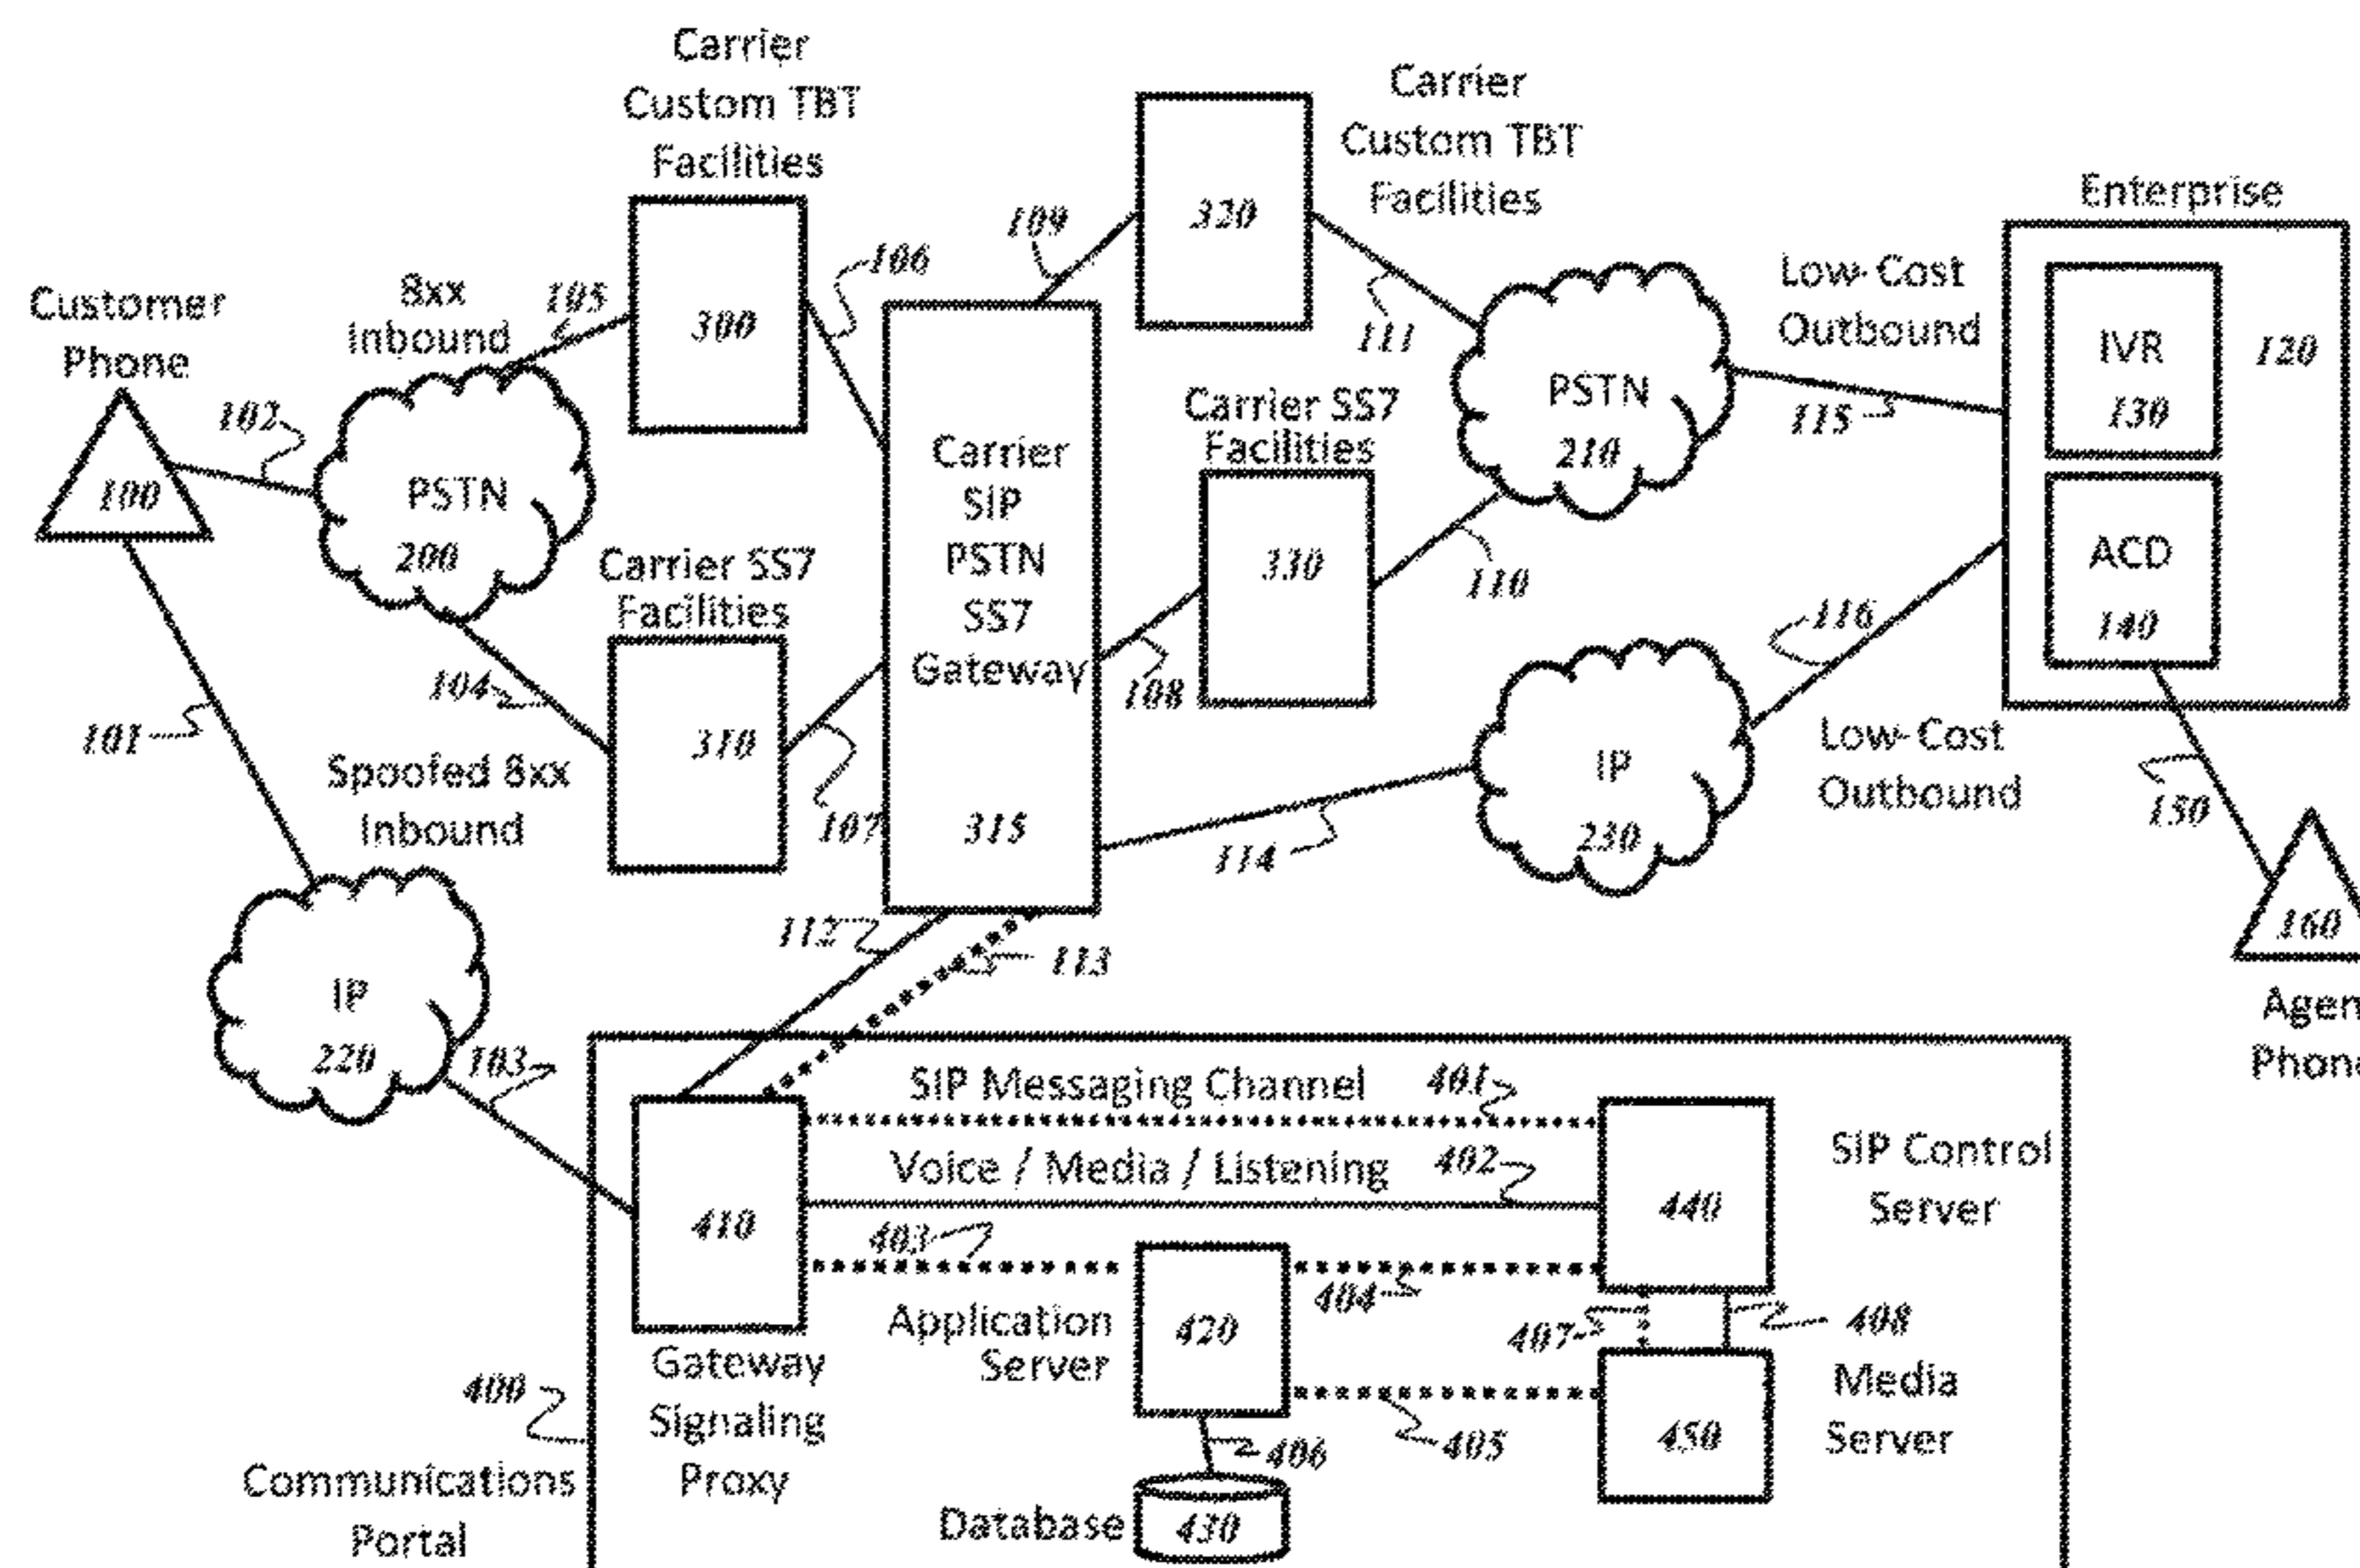 Carrier
Custom TBT
Facilities
Carrier
Custom TBT
Facilities
Enterprise
Customer
Phone
8xx
Inbound
105
300
106
109
320
111
Low-Cost
Outbound
IVR
130
120
102
100
PSTN
200
Carrier
SIP
PSTN
SS7
Gateway
315
Carrier SS7
Facilities
330
PSTN
210
115
ACD
140
110
108
Carrier SS7
Facilities
310
104
107
101
Spoofed 8xx
Inbound
116
IP
230
Low-Cost
Outbound
114
150
160
Agen
Phone
112
113
IP
220
103
SIP Messaging Channel
401
Voice / Media / Listening
402
410
440
SIP Control
Server
403
404
Application
Server
420
407
408
Gateway
Signaling
Proxy
400
Communications
Portal
405
406
450
Media
Server
Database
430